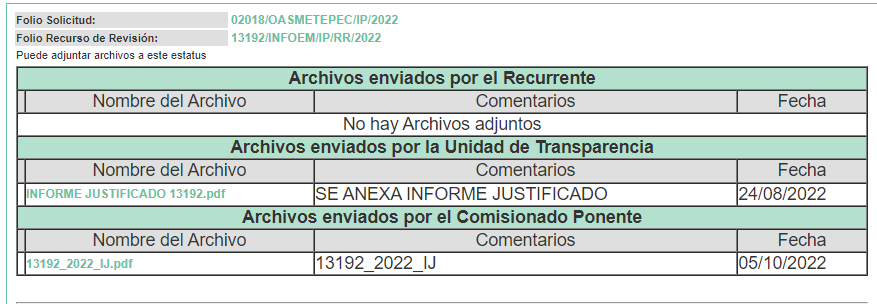 Folio Solicitud: 02018/OASMETEPEC/IP/2022
Folio Recurso de Revisión: 13192/INFOEM/IP/RR/2022
Puede adjuntar archivos a este estatus
Archivos enviados por el Recurrente
Nombre del Archivo Comentarios Fecha
No hay Archivos adjuntos
Archivos enviados por la Unidad de Transparencia
Nombre del Archivo Comentarios Fecha
INFORME JUSTIFICADO 13192.pdf SE ANEXA INFORME JUSTIFICADO 24/08/2022
Archivos enviados por el Comisionado Ponente
Nombre del Archivo Comentarios Fecha
13192_2022_IJ.pdf 13192_2022_IJ 05/10/2022